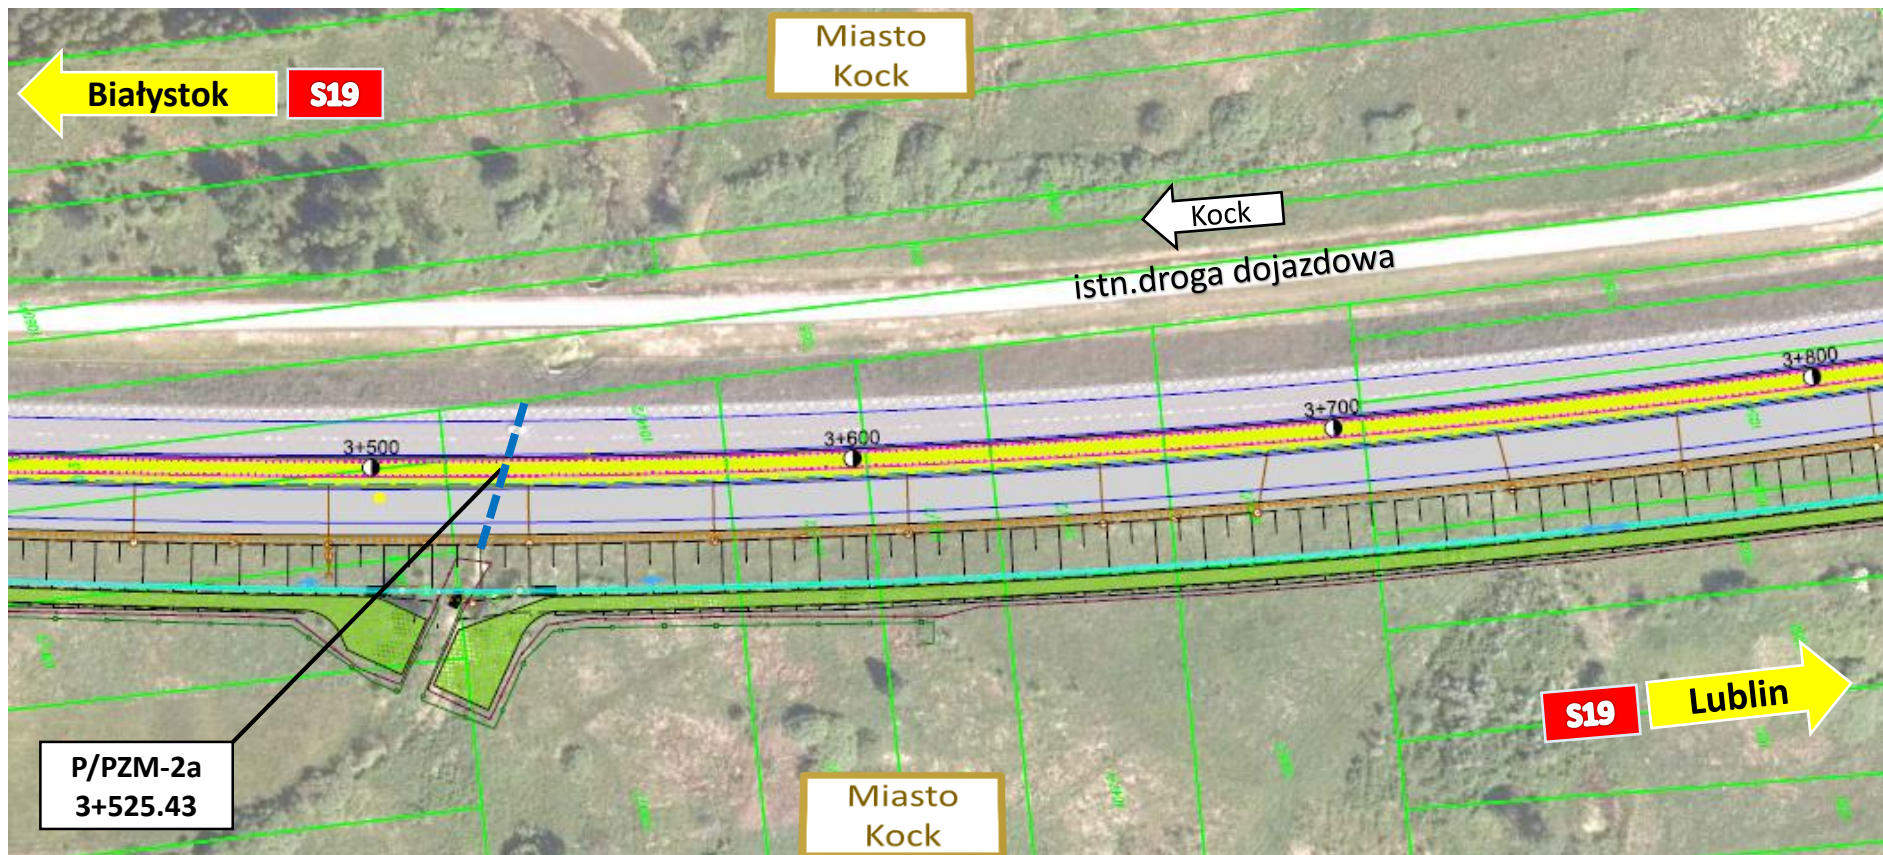 Miasto
Kock
Białystok
S19
Kock
istn.droga dojazdowa
3+800
3+700
3+600
3+500
S19
Lublin
P/PZM-2a
3+525.43
Miasto
Kock